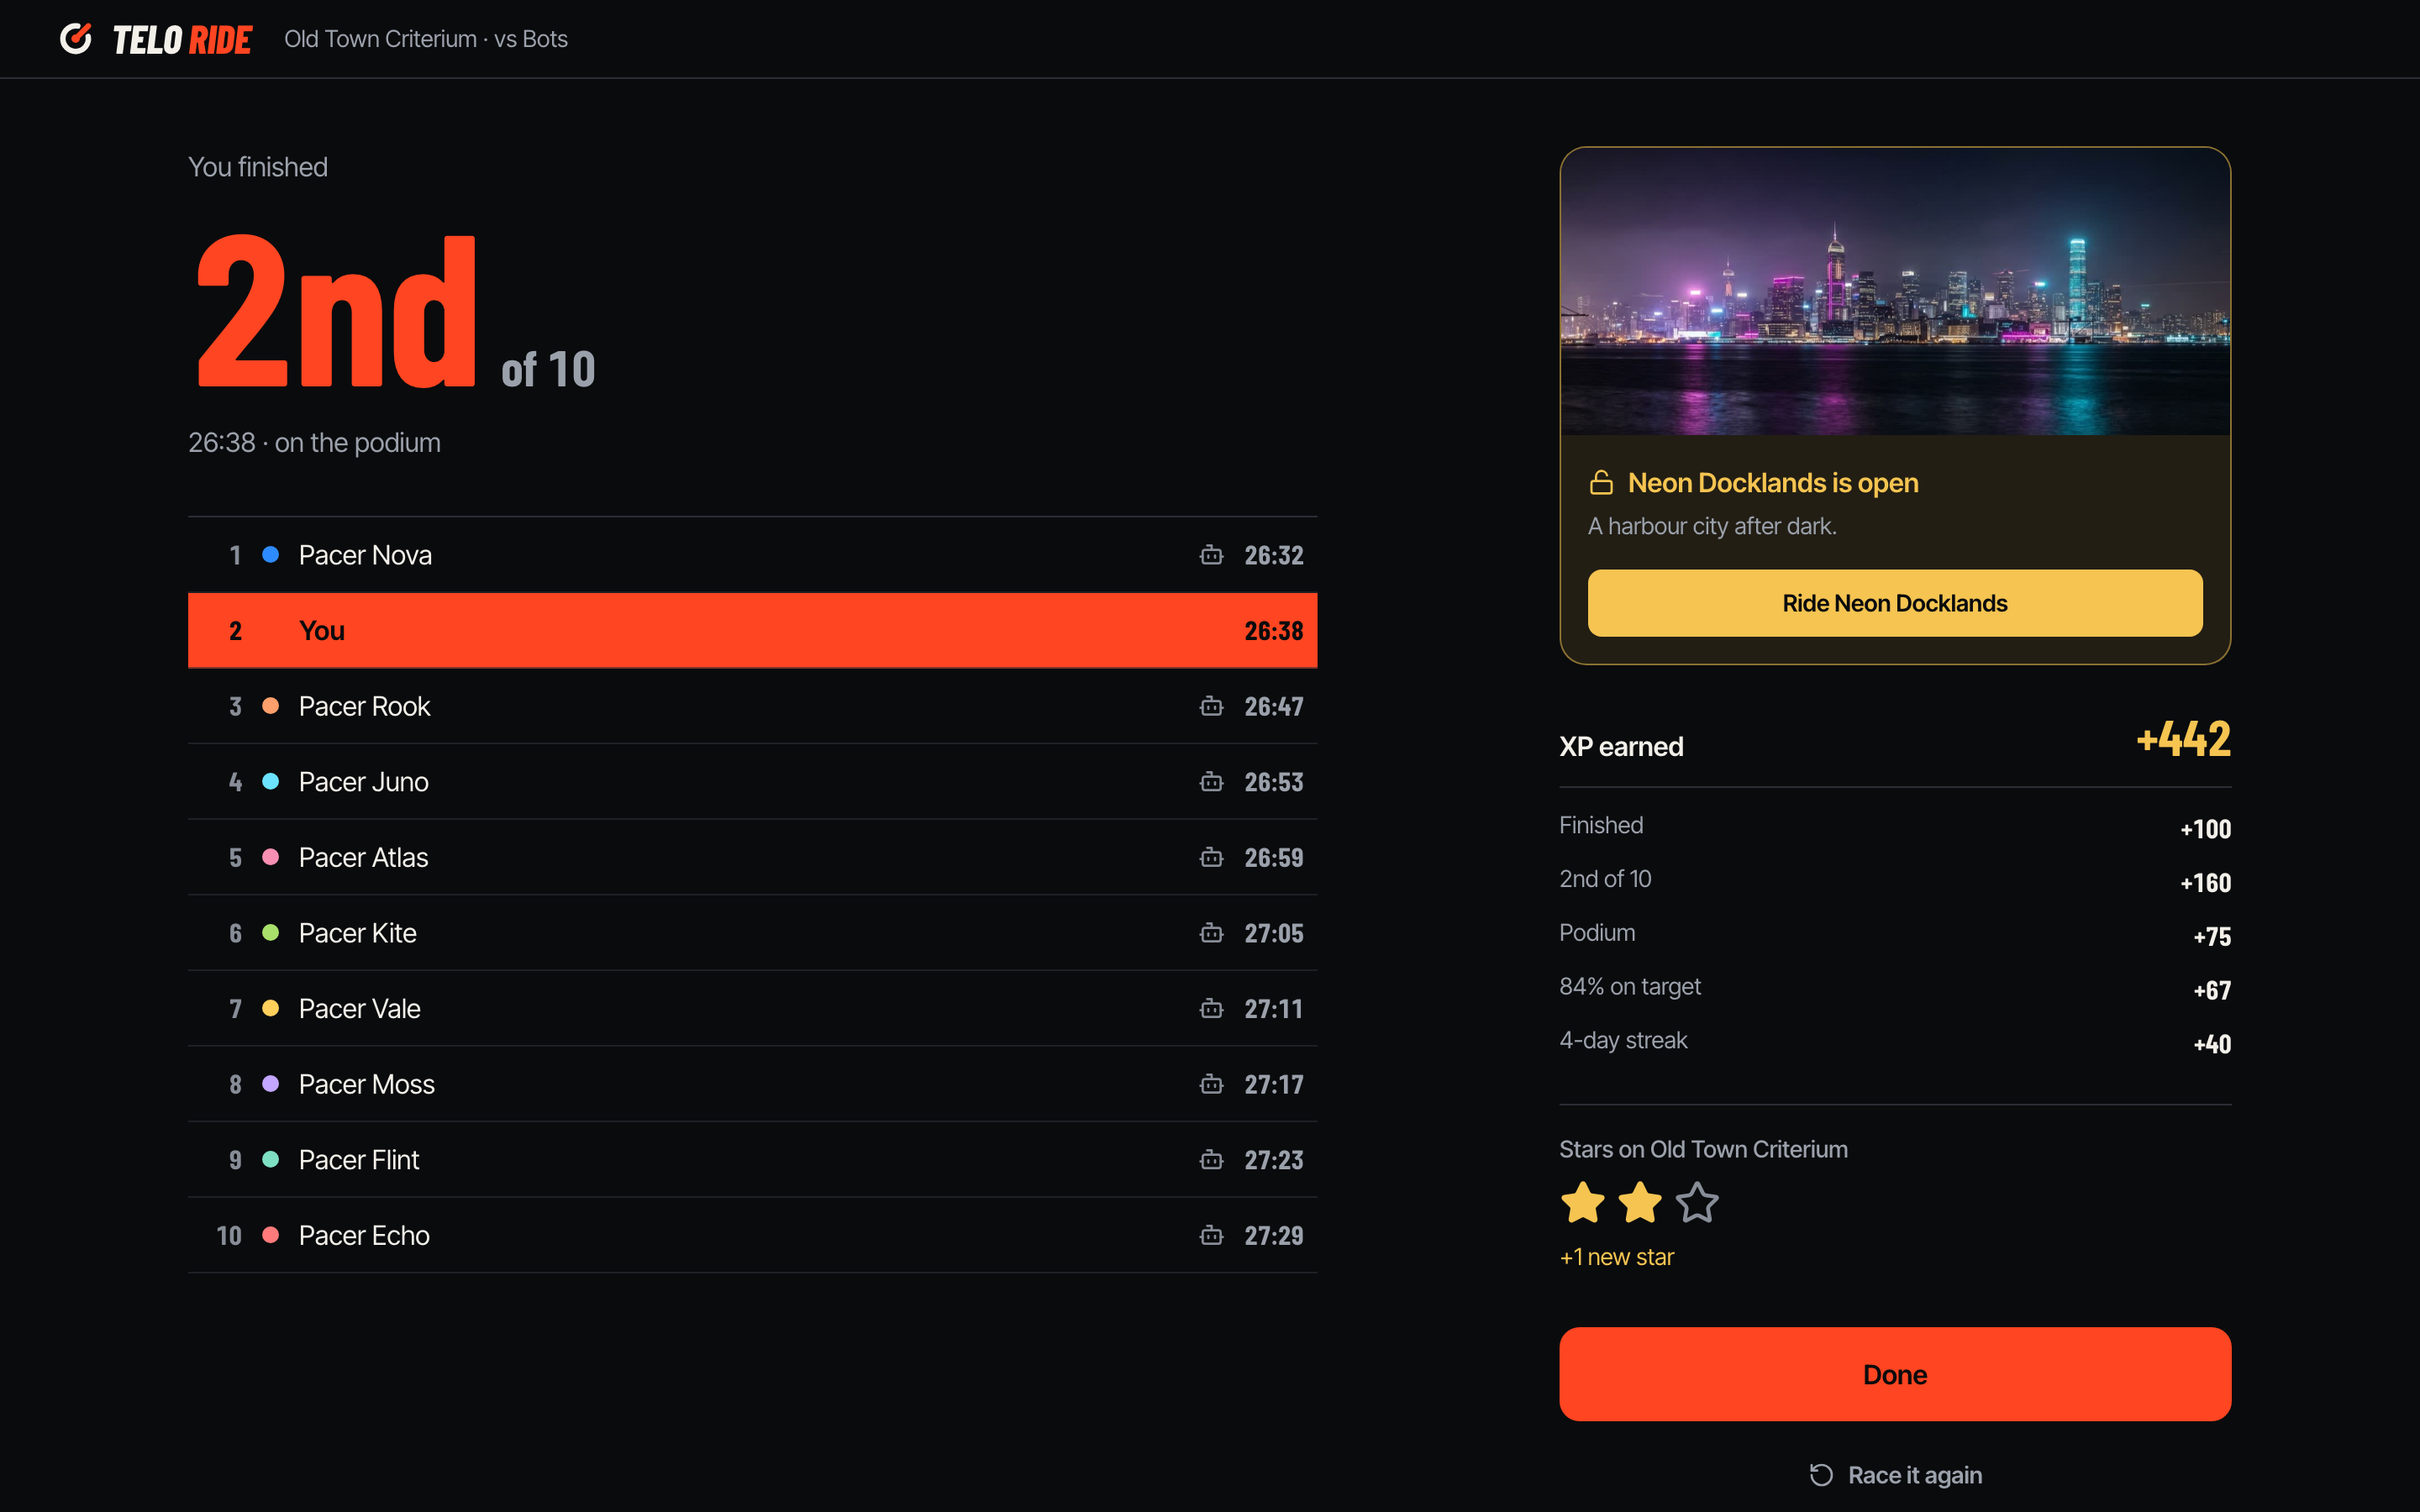 TELO RIDE Old Town Criterium · vs Bots
You finished
2nd of 10
26:38 · on the podium
1 Pacer Nova 26:32
2 You 26:38
3 Pacer Rook 26:47
4 Pacer Juno 26:53
5 Pacer Atlas 26:59
6 Pacer Kite 27:05
7 Pacer Vale 27:11
8 Pacer Moss 27:17
9 Pacer Flint 27:23
10 Pacer Echo 27:29
Neon Docklands is open
A harbour city after dark.
Ride Neon Docklands
XP earned +442
Finished +100
2nd of 10 +160
Podium +75
84% on target +67
4-day streak +40
Stars on Old Town Criterium
+1 new star
Done
Race it again